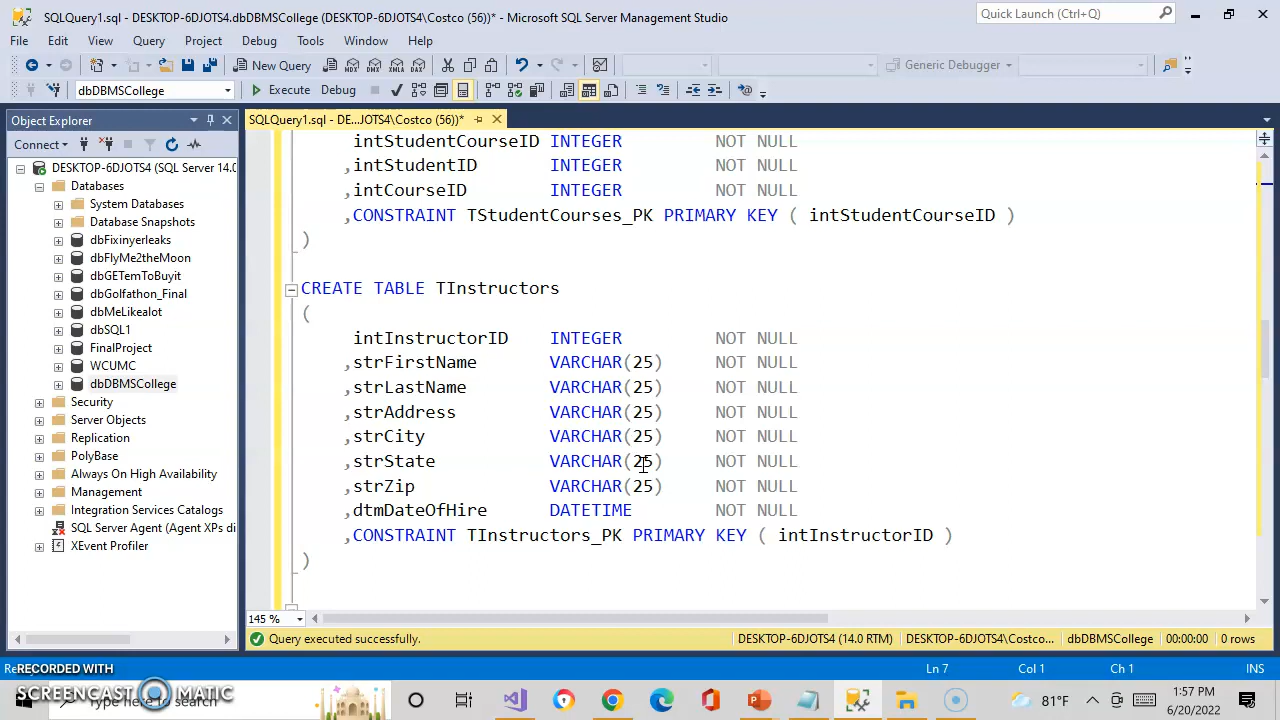 SQLQuery1.sql - DESKTOP-6DJOTS4.dbDBMSCollege (DESKTOP-6DJOTS4\Costco (56))* - Microsoft SQL Server Management Studio
Quick Launch (Ctrl+Q)
File Edit View Query Project Debug Tools Window Help
New Query
MDX DMX XMLA DAX
Generic Debugger
dbDBMSCollege
Execute Debug
Object Explorer
SQLQuery1.sql - DE...JOTS4\Costco (56))*
Connect
DESKTOP-6DJOTS4 (SQL Server 14.0
Databases
System Databases
Database Snapshots
dbFixinyerleaks
dbFlyMe2theMoon
dbGETemToBuyit
dbGolfathon_Final
dbMeLikealot
dbSQL1
FinalProject
WCUMC
dbDBMSCollege
Security
Server Objects
Replication
PolyBase
Always On High Availability
Management
Integration Services Catalogs
SQL Server Agent (Agent XPs di
XEvent Profiler
intStudentCourseID INTEGER NOT NULL
,intStudentID INTEGER NOT NULL
,intCourseID INTEGER NOT NULL
,CONSTRAINT TStudentCourses_PK PRIMARY KEY ( intStudentCourseID )
)
CREATE TABLE TInstructors
(
intInstructorID INTEGER NOT NULL
,strFirstName VARCHAR(25) NOT NULL
,strLastName VARCHAR(25) NOT NULL
,strAddress VARCHAR(25) NOT NULL
,strCity VARCHAR(25) NOT NULL
,strState VARCHAR(25) NOT NULL
,strZip VARCHAR(25) NOT NULL
,dtmDateOfHire DATETIME NOT NULL
,CONSTRAINT TInstructors_PK PRIMARY KEY ( intInstructorID )
)
145 %
Query executed successfully.
DESKTOP-6DJOTS4 (14.0 RTM) DESKTOP-6DJOTS4\Costco... dbDBMSCollege 00:00:00 0 rows
Ln 7 Col 1 Ch 1 INS
RECORDED WITH
SCREENCAST MATIC
Type here to search
81°F
1:57 PM
6/20/2022